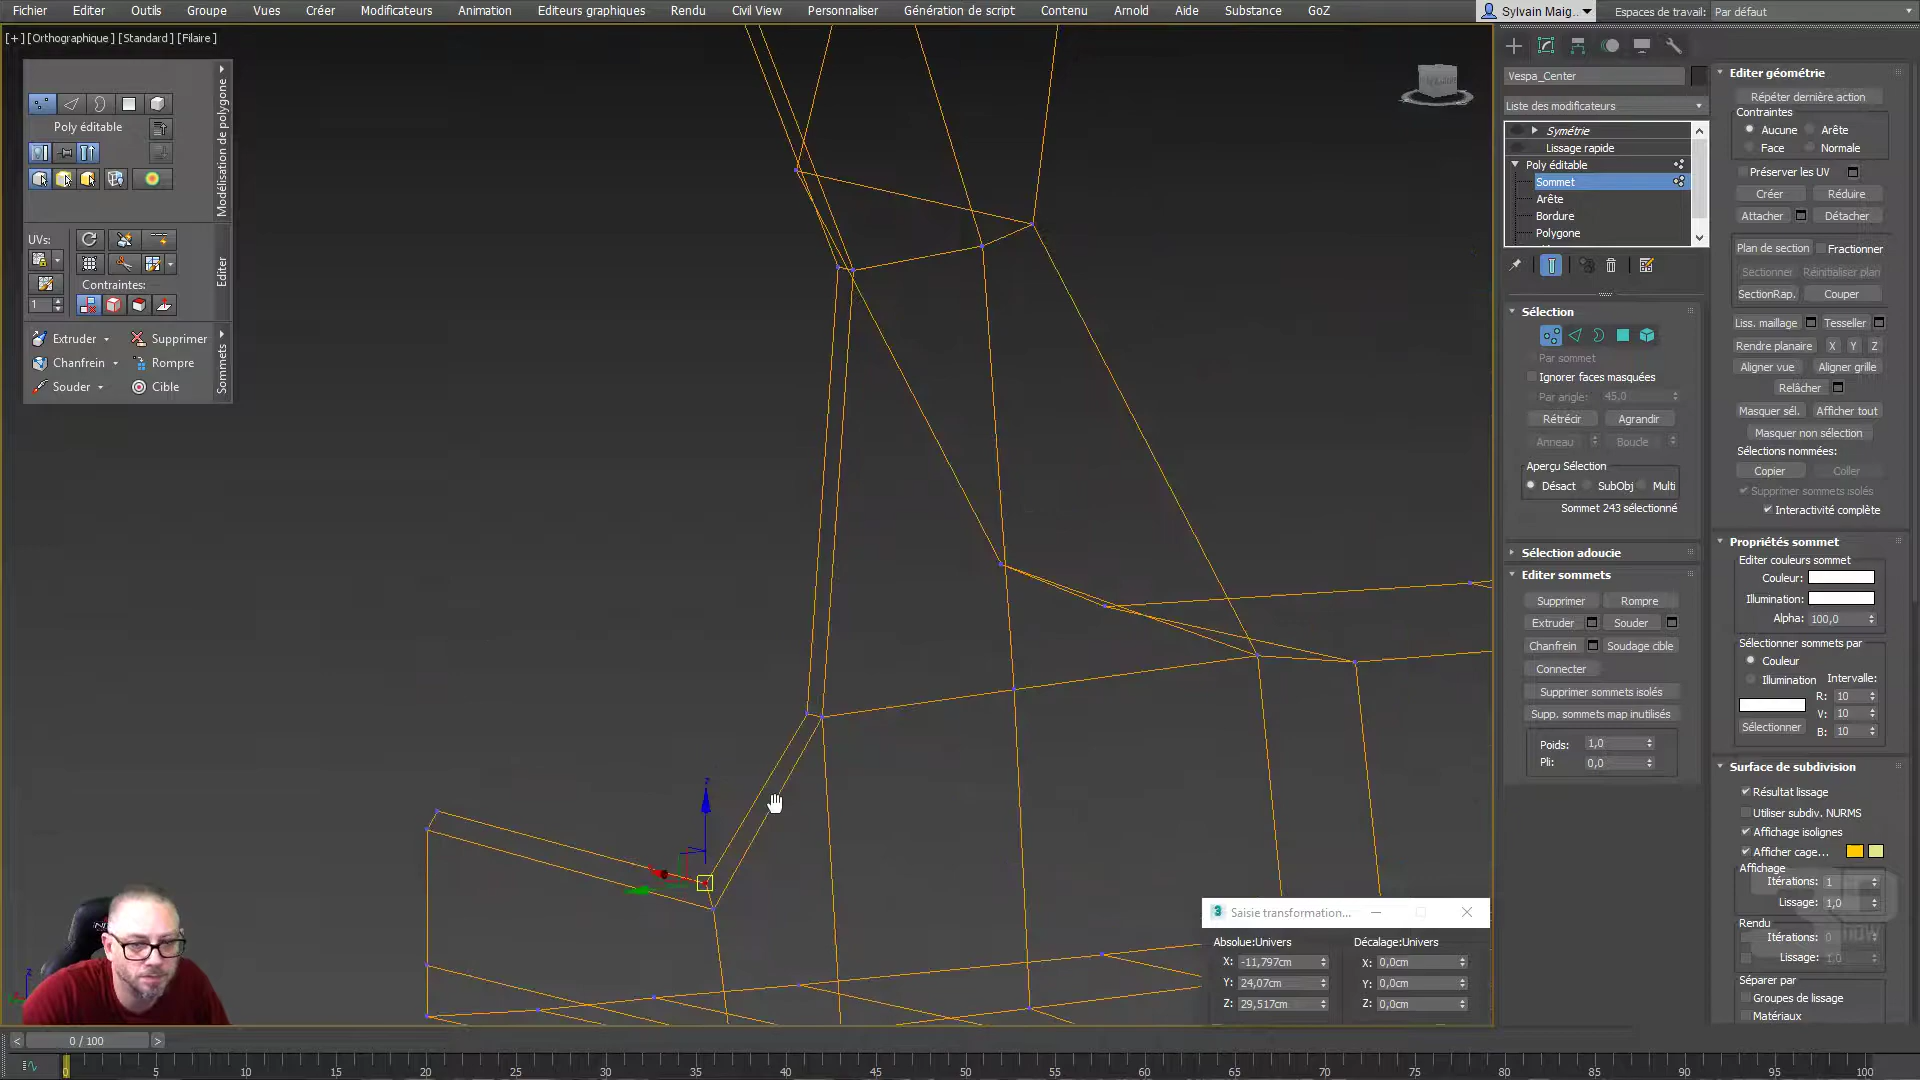 Fichier Editer Outils Groupe Vues Créer Modificateurs Animation Editeurs graphiques Rendu Civil View Personnaliser Génération de script Contenu Arnold Aide Substance GoZ Sylvain Maig... Espaces de travail: Par défaut
[+] [Orthographique] [Standard] [Filaire]
Poly éditable
Modélisation de polygone
UVs:
Contraintes:
1
Editer
Extruder Supprimer
Chanfrein Rompre
Souder Cible
Sommets
Vespa_Center
Liste des modificateurs
Symétrie
Lissage rapide
Poly éditable
Sommet
Arête
Bordure
Polygone
Sélection
Par sommet
Ignorer faces masquées
Par angle: 45,0
Rétrécir Agrandir
Anneau Boucle
Aperçu Sélection
Désact SubObj Multi
Sommet 243 sélectionné
Sélection adoucie
Editer sommets
Supprimer Rompre
Extruder Souder
Chanfrein Soudage cible
Connecter
Supprimer sommets isolés
Supp. sommets map inutilisés
Poids: 1,0
Pli: 0,0
Editer géométrie
Répéter dernière action
Contraintes
Aucune Arête
Face Normale
Préserver les UV
Créer Réduire
Attacher Détacher
Plan de section Fractionner
Sectionner Réinitialiser plan
SectionRap. Couper
Liss. maillage Tesseller
Rendre planaire X Y Z
Aligner vue Aligner grille
Relâcher
Masquer sél. Afficher tout
Masquer non sélection
Sélections nommées:
Copier Coller
Supprimer sommets isolés
Interactivité complète
Propriétés sommet
Editer couleurs sommet
Couleur:
Illumination:
Alpha: 100,0
Sélectionner sommets par
Couleur
Illumination Intervalle:
R: 10
V: 10
Sélectionner B: 10
Surface de subdivision
Résultat lissage
Utiliser subdiv. NURMS
Affichage isolignes
Afficher cage...
Affichage
Itérations: 1
Lissage: 1,0
Rendu
Itérations: 0
Lissage: 1,0
Séparer par
Groupes de lissage
Matériaux
3 Saisie transformation...
Absolue:Univers Décalage:Univers
X: -11,797cm X: 0,0cm
Y: 24,07cm Y: 0,0cm
Z: 29,517cm Z: 0,0cm
z
z
< 0 / 100 >
0 5 10 15 20 25 30 35 40 45 50 55 60 65 70 75 80 85 90 95 100